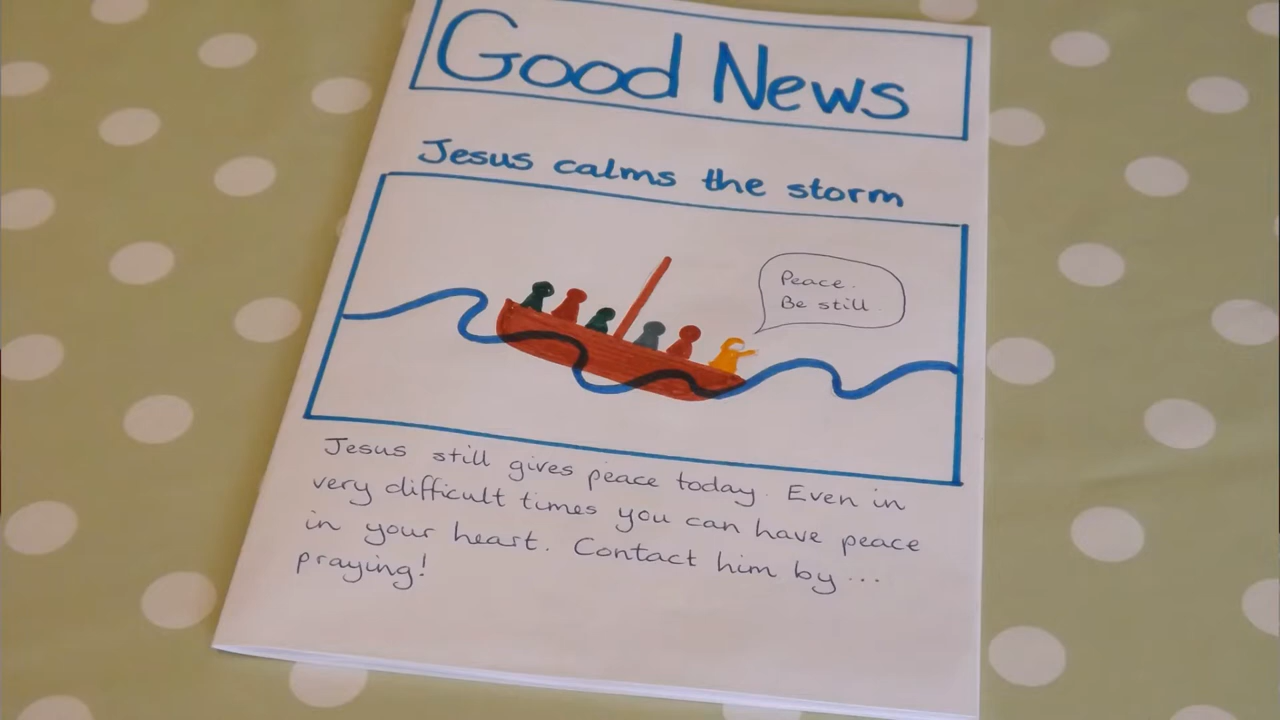 Good News
Jesus calms the storm
Peace.
Be still.
Jesus still gives peace today. Even in
very difficult times you can have peace
in your heart. Contact him by...
praying!